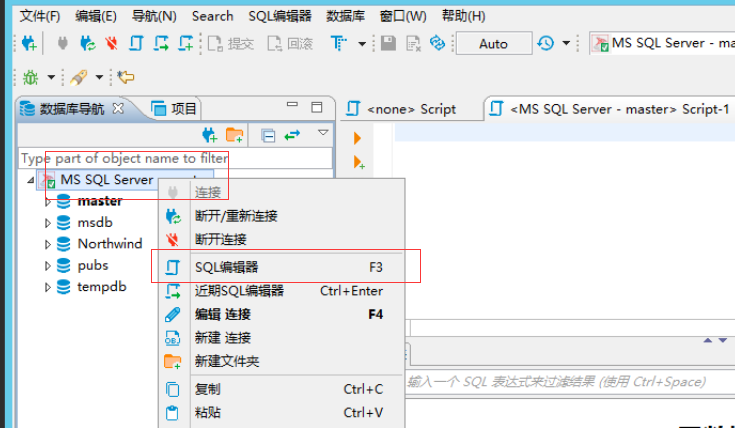 文件(F) 编辑(E) 导航(N) Search SQL编辑器 数据库 窗口(W) 帮助(H)
提交 回滚 Auto MS SQL Server - ma
数据库导航 项目 <none> Script <MS SQL Server - master> Script-1
Type part of object name to filter
MS SQL Server
master
msdb
Northwind
pubs
tempdb
连接
断开/重新连接
断开连接
SQL编辑器 F3
近期SQL编辑器 Ctrl+Enter
编辑 连接 F4
新建 连接
新建文件夹
复制 Ctrl+C
粘贴 Ctrl+V
输入一个 SQL 表达式来过滤结果 (使用 Ctrl+Space)